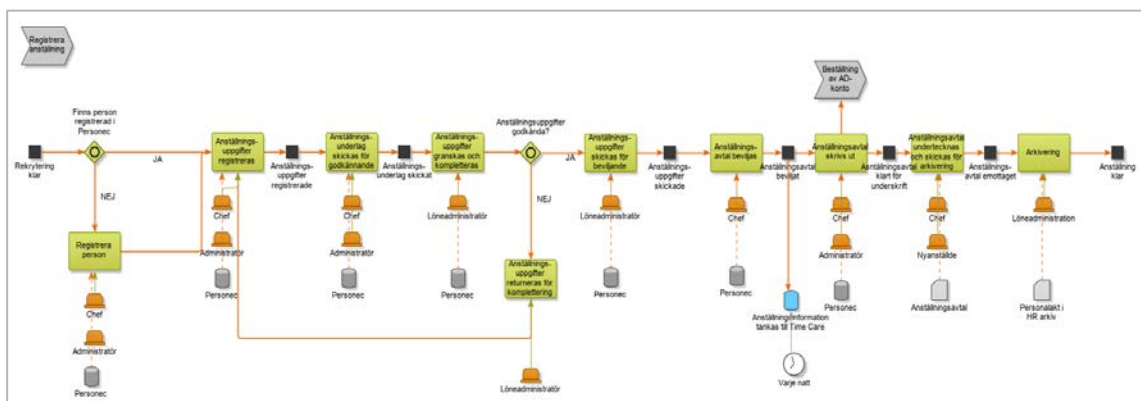 Registrera
anställning
Finns person
registrerad i
Personec
Rekrytering
klar
JA
NEJ
Registrera
person
Chef
Administratör
Personec
Anställnings-
uppgifter
registreras
Chef
Administratör
Personec
Anställnings-
uppgifter
registrerade
Anställnings-
underlag
skickas för
godkännande
Chef
Administratör
Personec
Anställnings-
underlag skickat
Anställnings-
uppgifter
granskas och
kompletteras
Löneadministratör
Personec
Anställningsuppgifter
godkända?
JA
NEJ
Anställnings-
uppgifter
returneras för
komplettering
Löneadministratör
Anställnings-
uppgifter
skickas för
beviljande
Löneadministratör
Personec
Anställnings-
uppgifter
skickade
Anställnings-
avtal beviljas
Chef
Personec
Anställningsavtal
beviljat
Anställningsinformation
tankas till Time Care
Varje natt
Beställning
av AD-
konto
Anställningsavtal
skrivs ut
Chef
Administratör
Personec
Anställningsavtal
klart för
underskrift
Anställningsavtal
undertecknas
och skickas för
arkivering
Chef
Nyanställde
Anställningsavtal
Anställnings-
avtal emottaget
Arkivering
Löneadministration
Personalakt i
HR arkiv
Anställning
klar